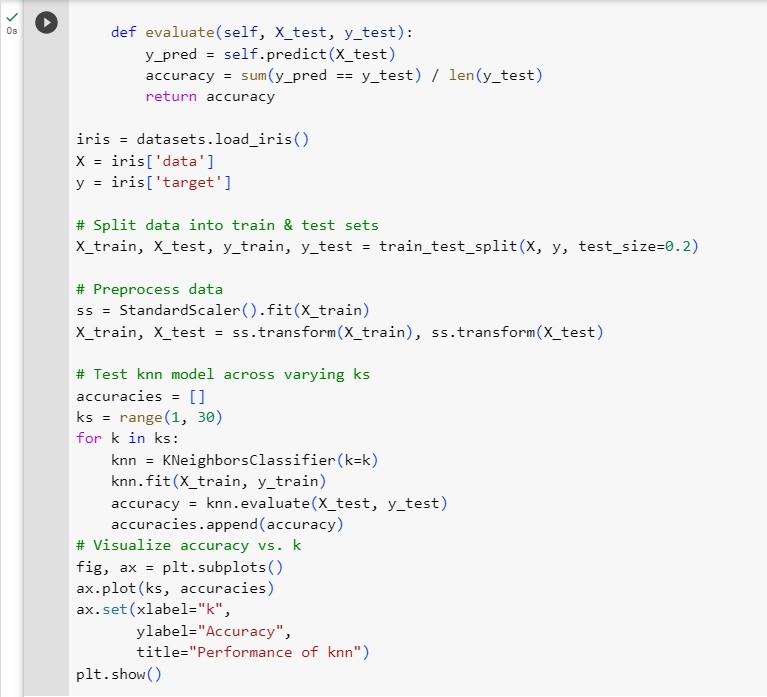 0s
    def evaluate(self, X_test, y_test):
        y_pred = self.predict(X_test)
        accuracy = sum(y_pred == y_test) / len(y_test)
        return accuracy

iris = datasets.load_iris()
X = iris['data']
y = iris['target']

# Split data into train & test sets
X_train, X_test, y_train, y_test = train_test_split(X, y, test_size=0.2)

# Preprocess data
ss = StandardScaler().fit(X_train)
X_train, X_test = ss.transform(X_train), ss.transform(X_test)

# Test knn model across varying ks
accuracies = []
ks = range(1, 30)
for k in ks:
    knn = KNeighborsClassifier(k=k)
    knn.fit(X_train, y_train)
    accuracy = knn.evaluate(X_test, y_test)
    accuracies.append(accuracy)
# Visualize accuracy vs. k
fig, ax = plt.subplots()
ax.plot(ks, accuracies)
ax.set(xlabel="k",
       ylabel="Accuracy",
       title="Performance of knn")
plt.show()